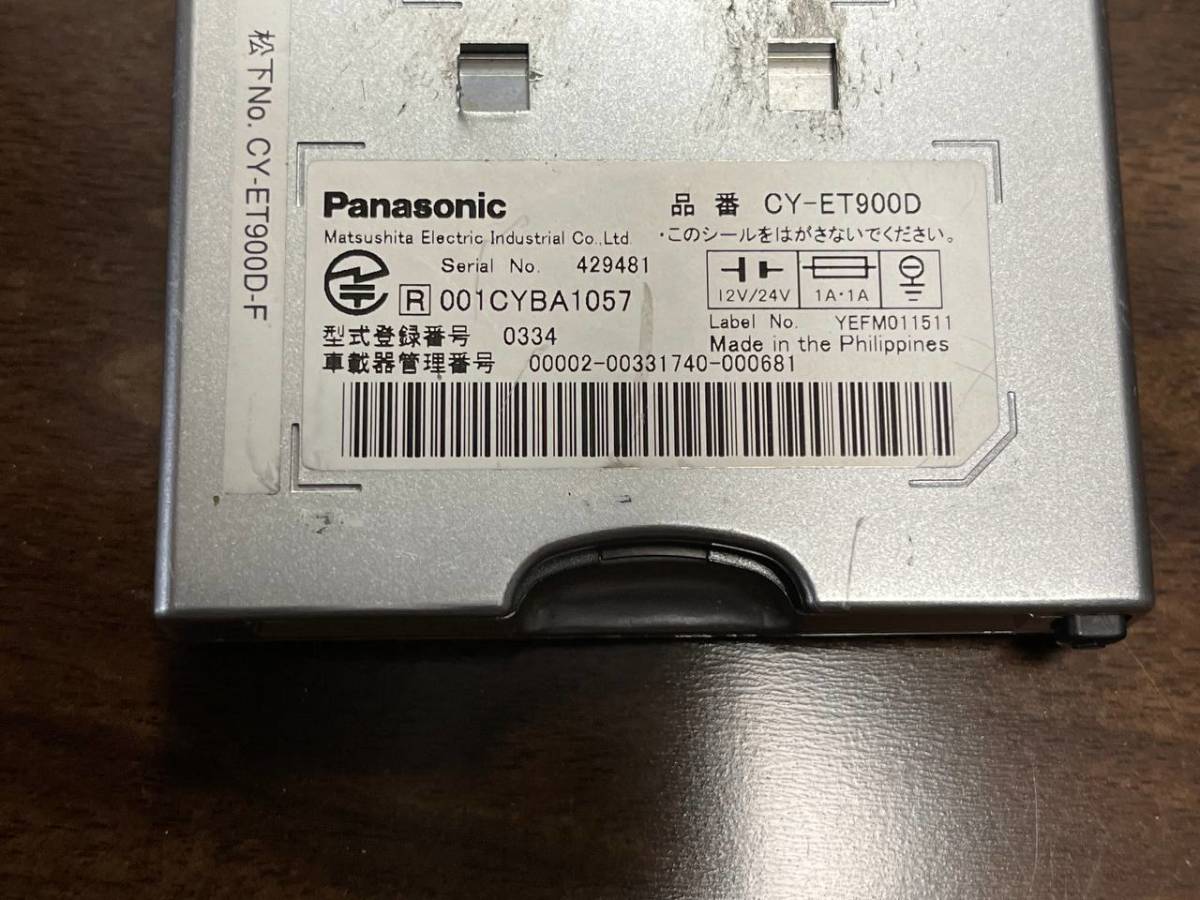 松下No. CY-ET900D-F
Panasonic
品番 CY-ET900D
Matsushita Electric Industrial Co.,Ltd.
・このシールをはがさないでください。
Serial No. 429481
R 001CYBA1057
12V/24V
1A・1A
型式登録番号 0334
Label No. YEFM011511
Made in the Philippines
車載器管理番号 00002-00331740-000681